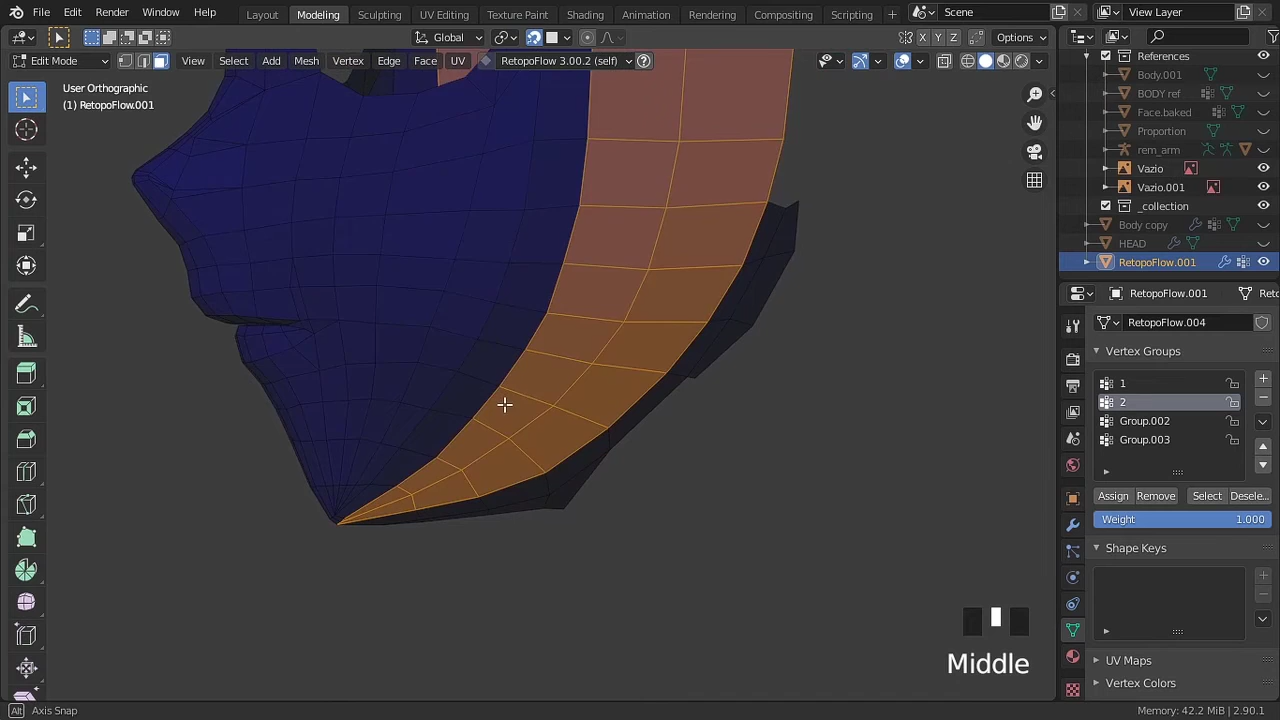 File Edit Render Window Help Layout Modeling Sculpting UV Editing Texture Paint Shading Animation Rendering Compositing Scripting + Scene View Layer
Global X Y Z Options
Edit Mode View Select Add Mesh Vertex Edge Face UV RetopoFlow 3.00.2 (self)
User Orthographic
(1) RetopoFlow.001
References
Body.001
BODY ref
Face.baked
Proportion
rem_arm
Vazio
Vazio.001
_collection
Body copy
HEAD
RetopoFlow.001
RetopoFlow.001
RetopoFlow.004
Vertex Groups
1
2
Group.002
Group.003
Assign Remove Select Desele...
Weight 1.000
Shape Keys
UV Maps
Vertex Colors
Middle
Alt Axis Snap
Memory: 42.2 MiB | 2.90.1